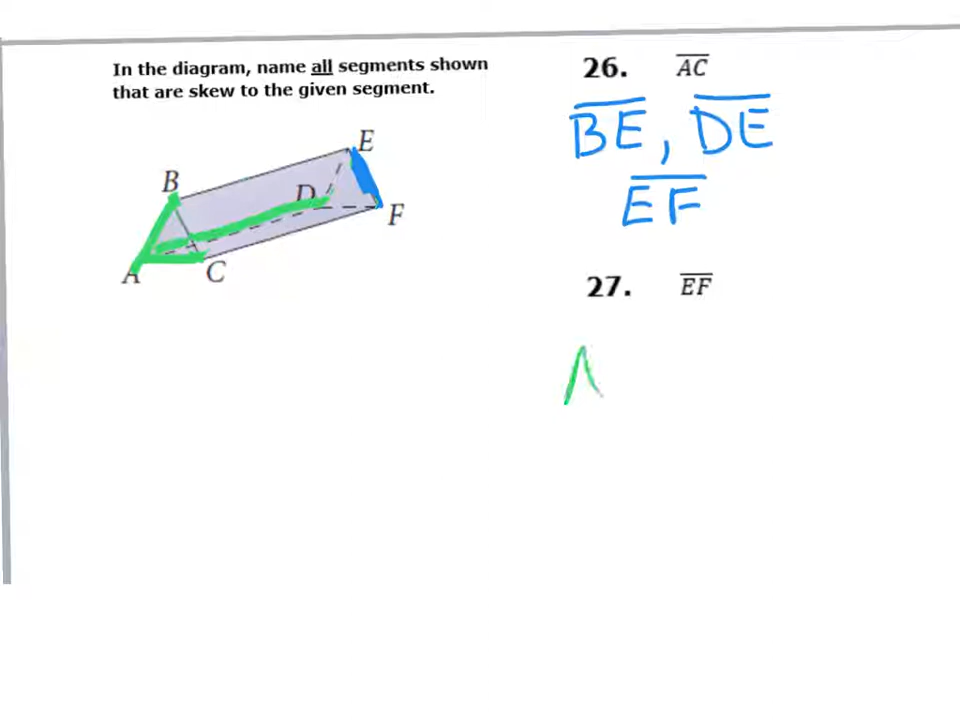 In the diagram, name all segments shown
that are skew to the given segment.
26. AC
BE, DE
EF
27. EF
E
B
D
F
A
C